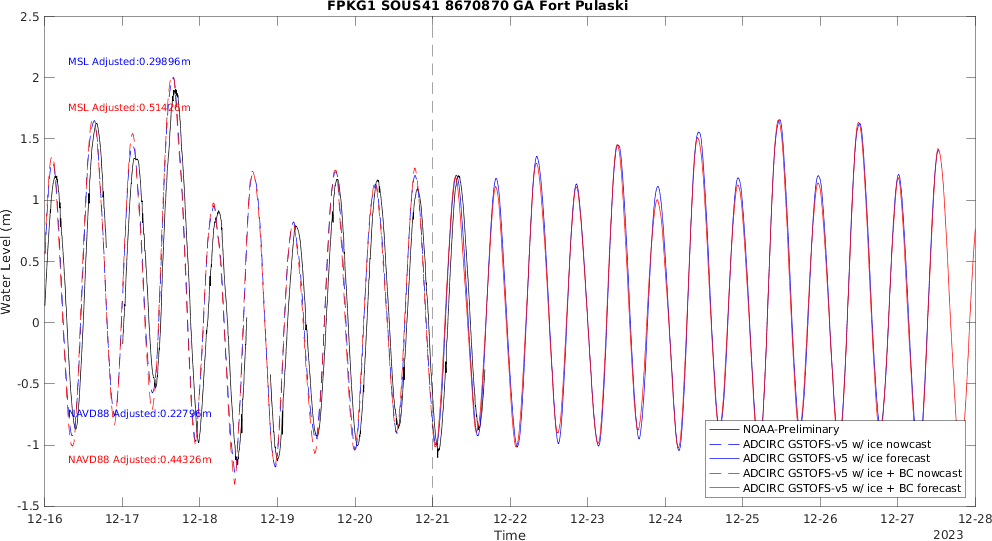 FPKG1 SOUS41 8670870 GA Fort Pulaski
2.5
2
1.5
1
0.5
0
-0.5
-1
-1.5
Water Level (m)
MSL Adjusted:0.29896m
MSL Adjusted:0.51426m
NAVD88 Adjusted:0.22796m
NAVD88 Adjusted:0.44326m
NOAA-Preliminary
ADCIRC GSTOFS-v5 w/ ice nowcast
ADCIRC GSTOFS-v5 w/ ice forecast
ADCIRC GSTOFS-v5 w/ ice + BC nowcast
ADCIRC GSTOFS-v5 w/ ice + BC forecast
12-16 12-17 12-18 12-19 12-20 12-21 12-22 12-23 12-24 12-25 12-26 12-27 12-28
Time
2023